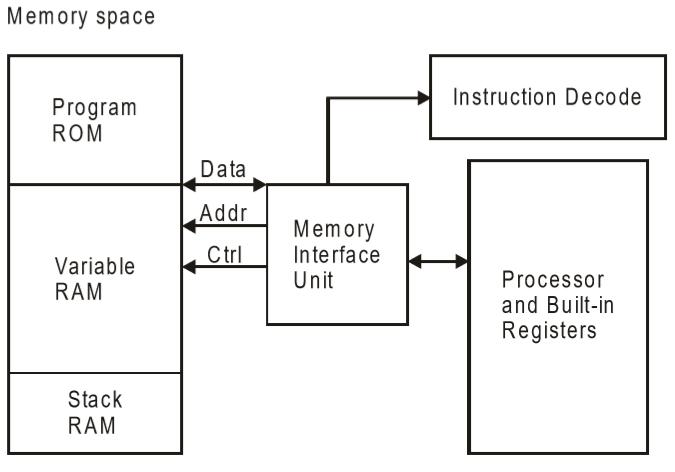 Memory space
Program
ROM
Instruction Decode
Data
Addr
Ctrl
Variable
RAM
Memory
Interface
Unit
Processor
and Built-in
Registers
Stack
RAM